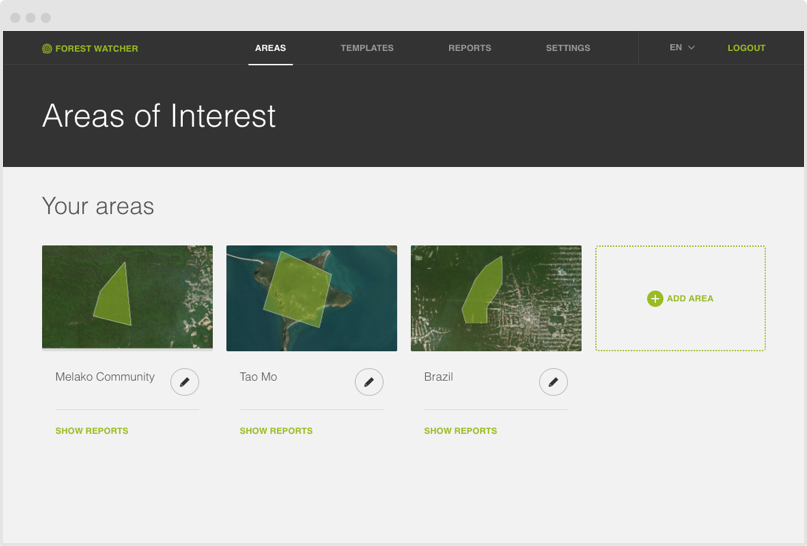 FOREST WATCHER AREAS TEMPLATES REPORTS SETTINGS EN LOGOUT
Areas of Interest
Your areas
ADD AREA
Melako Community Tao Mo Brazil
SHOW REPORTS SHOW REPORTS SHOW REPORTS